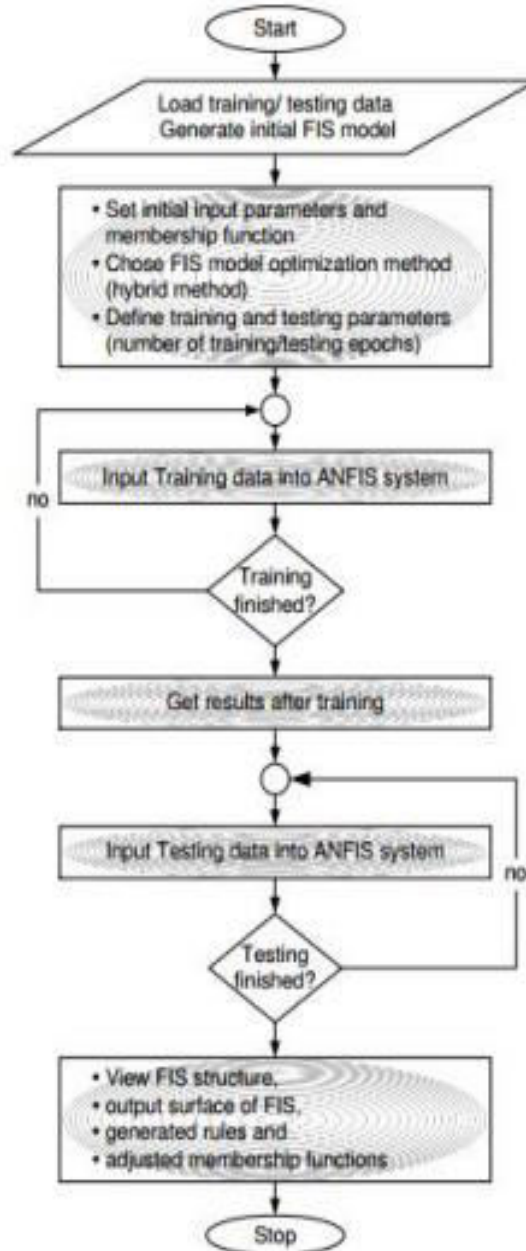 Start
Load training/ testing data
Generate initial FIS model
• Set initial input parameters and
membership function
• Chose FIS model optimization method
(hybrid method)
• Define training and testing parameters
(number of training/testing epochs)
Input Training data into ANFIS system
no
Training
finished?
Get results after training
Input Testing data into ANFIS system
no
Testing
finished?
• View FIS structure,
• output surface of FIS,
• generated rules and
• adjusted membership functions
Stop